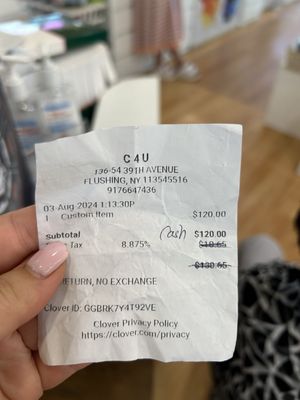 C 4 U
136-54 39TH AVENUE
FLUSHING, NY 113545516
9176647436
03-Aug-2024 1:13:30P
1 Custom Item $120.00
Subtotal Cash $120.00
Tax 8.875% $10.65
$130.65
RETURN, NO EXCHANGE
Clover ID: GGBRK7Y4T92VE
Clover Privacy Policy
https://clover.com/privacy